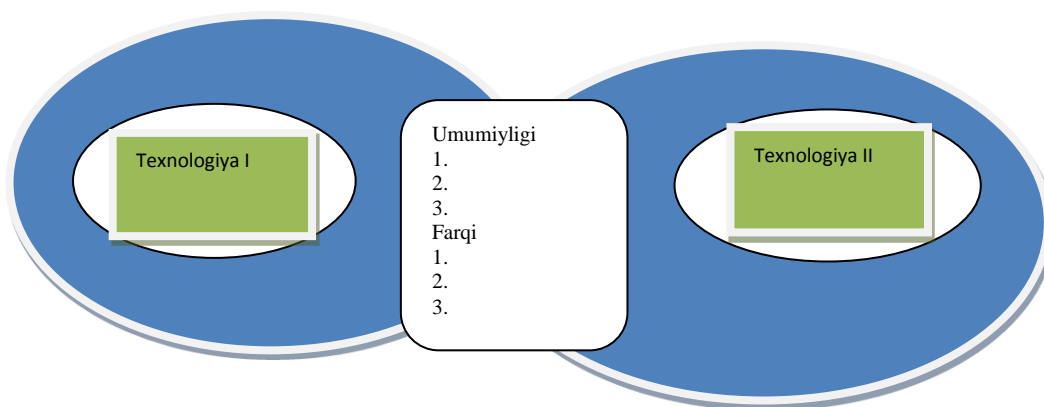 Texnologiya I
Umumiyligi
1.
2.
3.
Farqi
1.
2.
3.
Texnologiya II